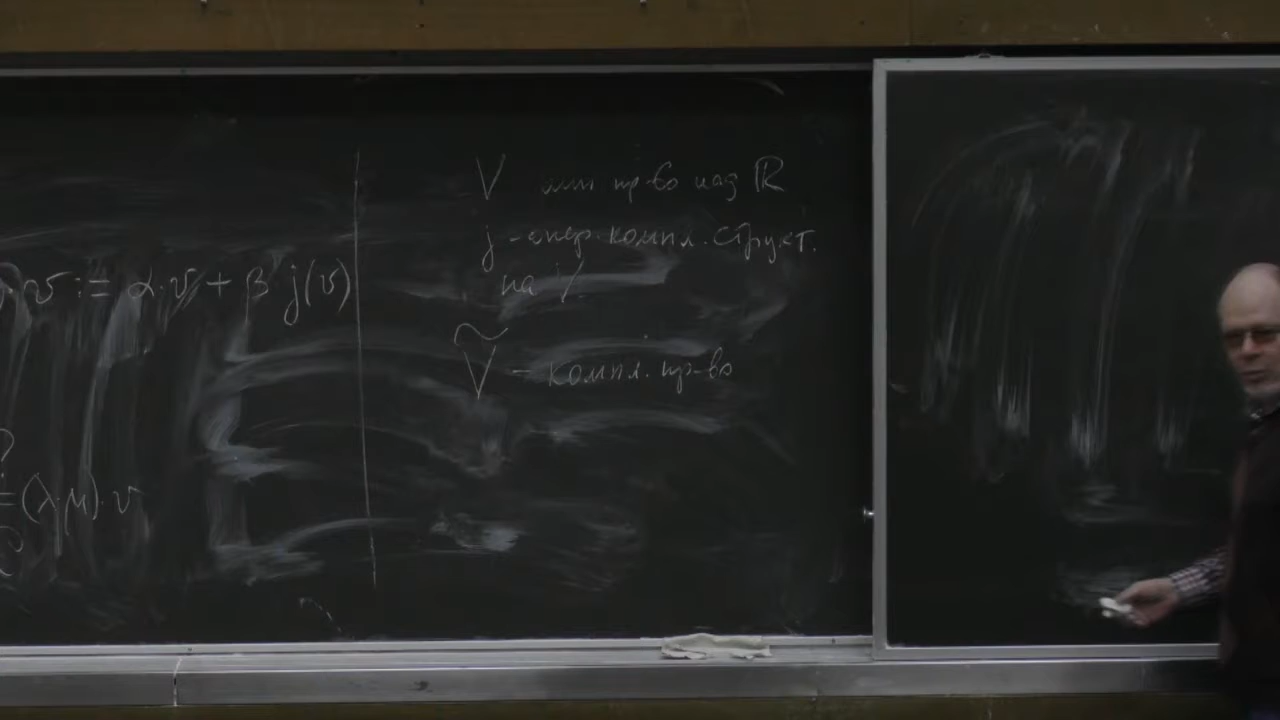 )·v := α·v + β j(v)
?
=(λ·μ)·v
V лин пр-во над ℝ
j - опер. компл. структ.
на V
Ṽ - компл. пр-во